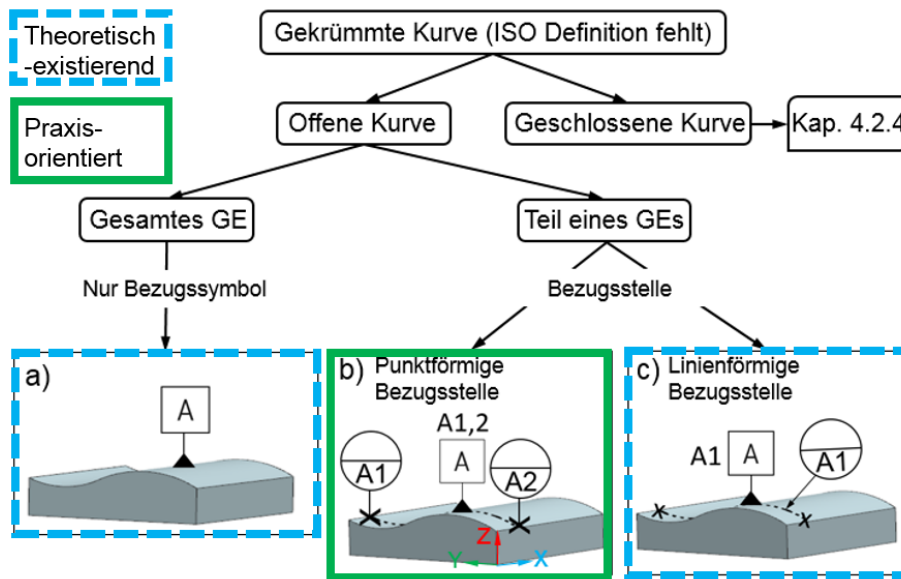 Theoretisch
-existierend
Praxis-
orientiert
Gekrümmte Kurve (ISO Definition fehlt)
Offene Kurve
Geschlossene Kurve
Kap. 4.2.4
Gesamtes GE
Teil eines GEs
Nur Bezugssymbol
Bezugsstelle
a)
A
b) Punktförmige
Bezugsstelle
A1,2
A1
A
A2
Z
Y
X
c) Linienförmige
Bezugsstelle
A1
A
A1
x
x